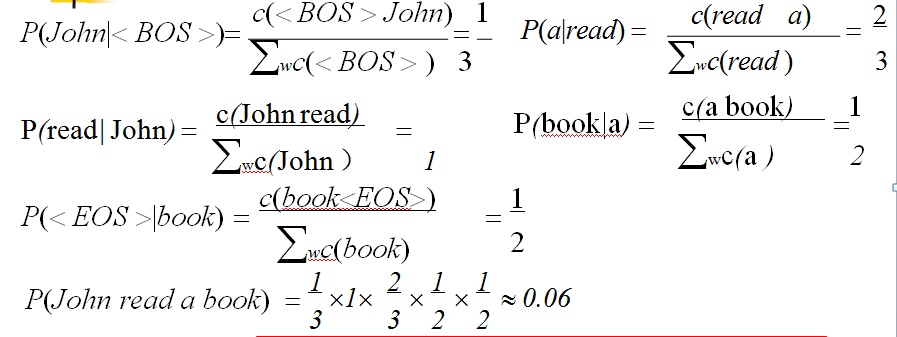 P(John|< BOS >)= c(< BOS > John) / ∑wc(< BOS > ) = 1/3 P(a|read) = c(read a) / ∑wc(read ) = 2/3
P(read| John) = c(John read) / ∑wc(John ) = 1 P(book|a) = c(a book) / ∑wc(a ) = 1/2
P(< EOS >|book) = c(book<EOS>) / ∑wc(book) = 1/2
P(John read a book) = 1/3 ×1× 2/3 × 1/2 × 1/2 ≈ 0.06